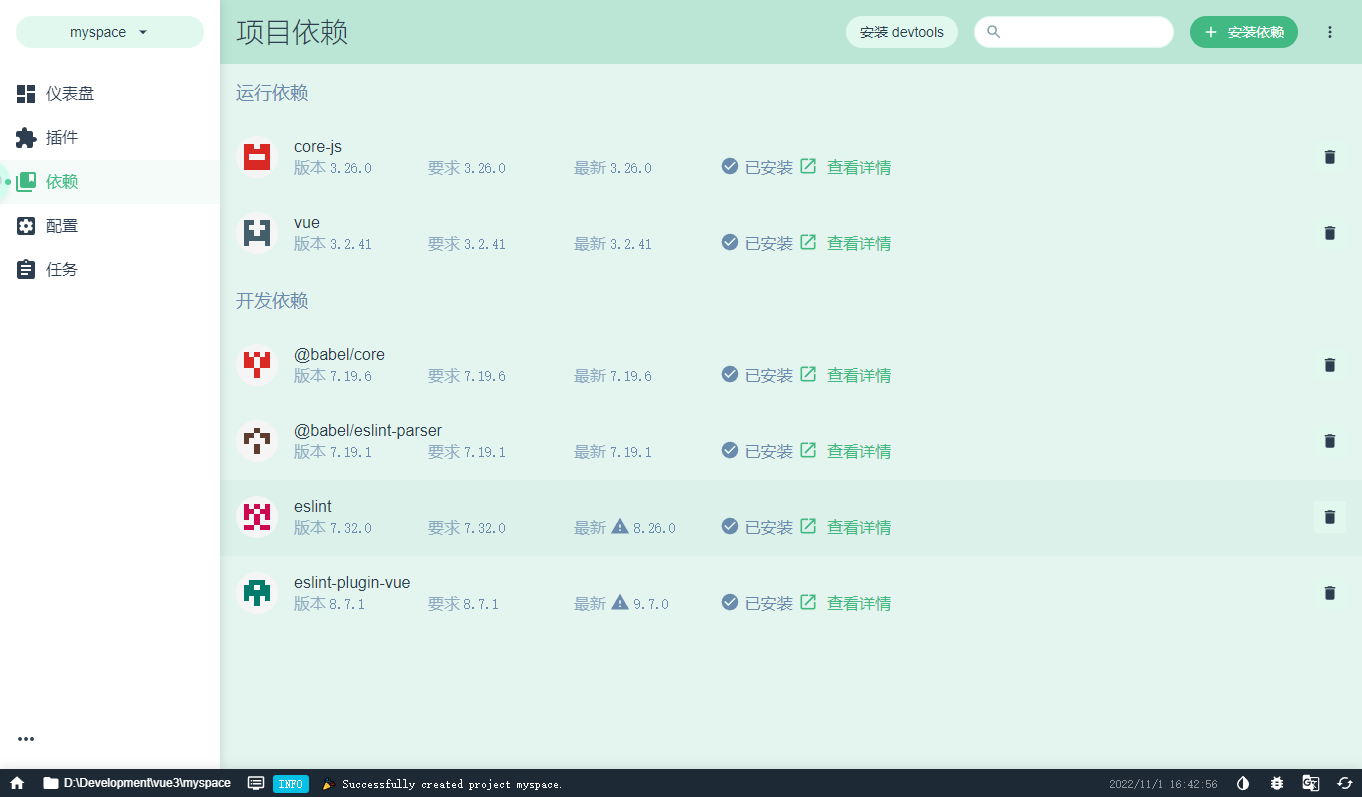 myspace
项目依赖
安装 devtools
安装依赖
仪表盘
插件
依赖
配置
任务
运行依赖
core-js
版本 3.26.0 要求 3.26.0 最新 3.26.0 已安装 查看详情
vue
版本 3.2.41 要求 3.2.41 最新 3.2.41 已安装 查看详情
开发依赖
@babel/core
版本 7.19.6 要求 7.19.6 最新 7.19.6 已安装 查看详情
@babel/eslint-parser
版本 7.19.1 要求 7.19.1 最新 7.19.1 已安装 查看详情
eslint
版本 7.32.0 要求 7.32.0 最新 8.26.0 已安装 查看详情
eslint-plugin-vue
版本 8.7.1 要求 8.7.1 最新 9.7.0 已安装 查看详情
D:\Development\vue3\myspace INFO Successfully created project myspace. 2022/11/1 16:42:56